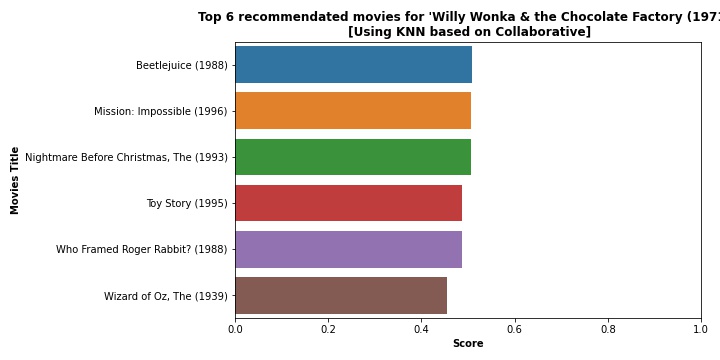 Top 6 recommendated movies for 'Willy Wonka & the Chocolate Factory (1971
[Using KNN based on Collaborative]
Movies Title
Beetlejuice (1988)
Mission: Impossible (1996)
Nightmare Before Christmas, The (1993)
Toy Story (1995)
Who Framed Roger Rabbit? (1988)
Wizard of Oz, The (1939)
0.0 0.2 0.4 0.6 0.8 1.0
Score